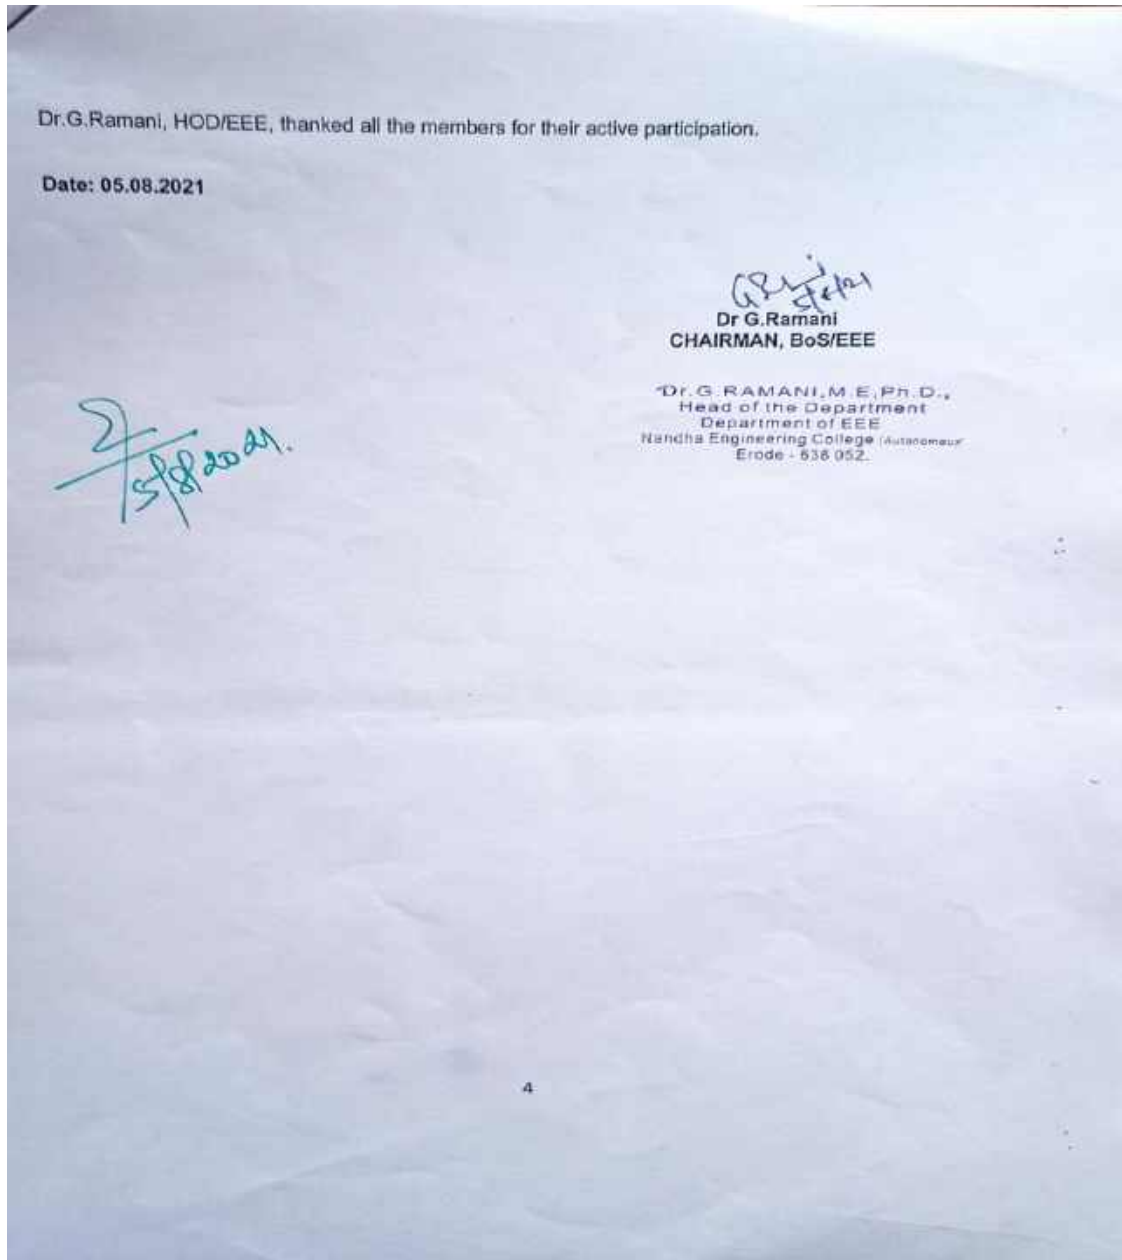 Dr.G.Ramani, HOD/EEE, thanked all the members for their active participation.
Date: 05.08.2021
Dr G.Ramani
CHAIRMAN, BoS/EEE
Dr.G.RAMANI,M.E,Ph.D.,
Head of the Department
Department of EEE
Nandha Engineering College (Autonomous
Erode - 638 052.
5/8/2021.
4